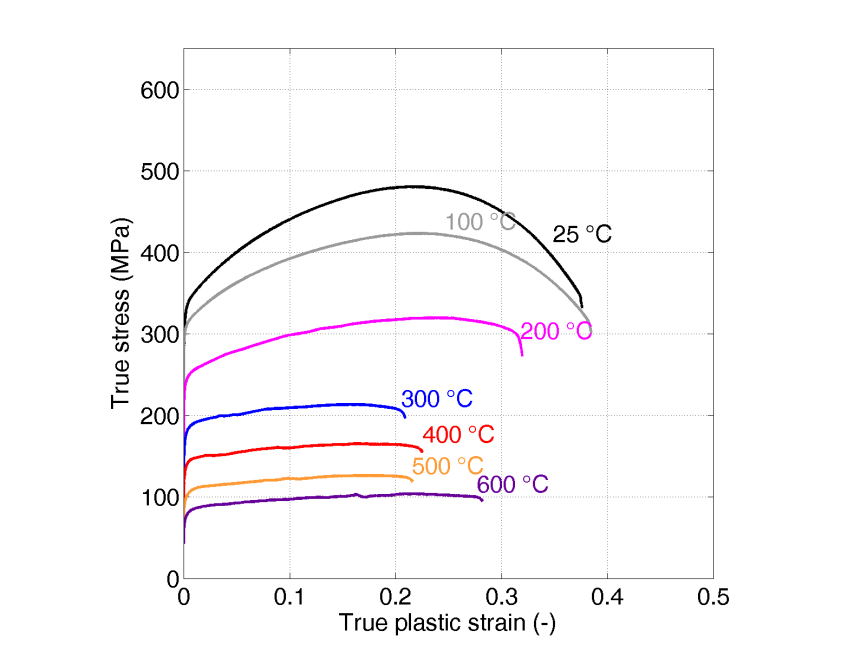 600
500
400
300
200
100
0
0
0.1
0.2
0.3
0.4
0.5
True stress (MPa)
True plastic strain (-)
100 °C
25 °C
200 °C
300 °C
400 °C
500 °C
600 °C